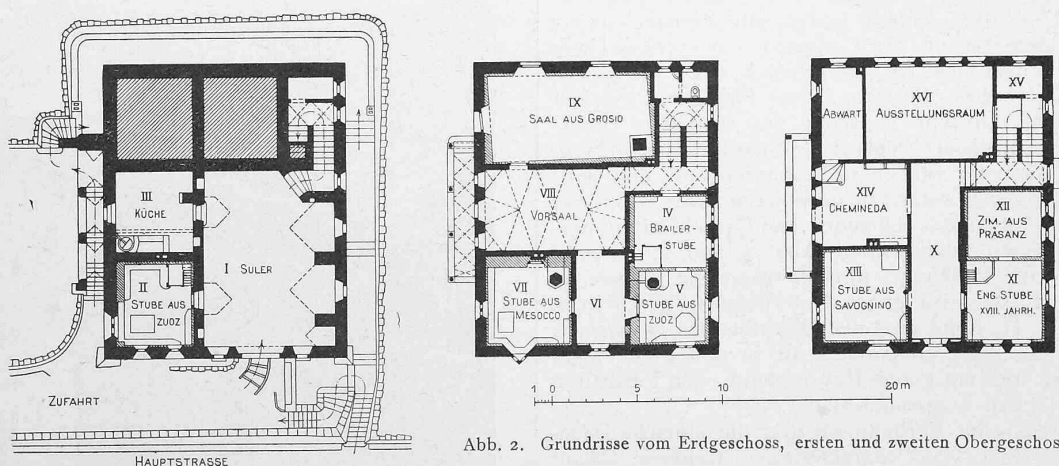 III
KÜCHE
I SULER
II
STUBE AUS
ZUOZ
ZUFAHRT
HAUPTSTRASSE
IX
SAAL AUS GROSIO
VIII
VORSAAL
IV
BRAILER-
STUBE
VII
STUBE AUS
MESOCCO
VI
V
STUBE AUS
ZUOZ
ABWART
XVI
AUSSTELLUNGSRAUM
XV
XIV
CHEMINEDA
X
XII
ZIM. AUS
PRÄSANZ
XIII
STUBE AUS
SAVOGNINO
XI
ENG. STUBE
XVIII. JAHRH.
1 0 5 10 20 m
Abb. 2. Grundrisse vom Erdgeschoss, ersten und zweiten Obergeschoss